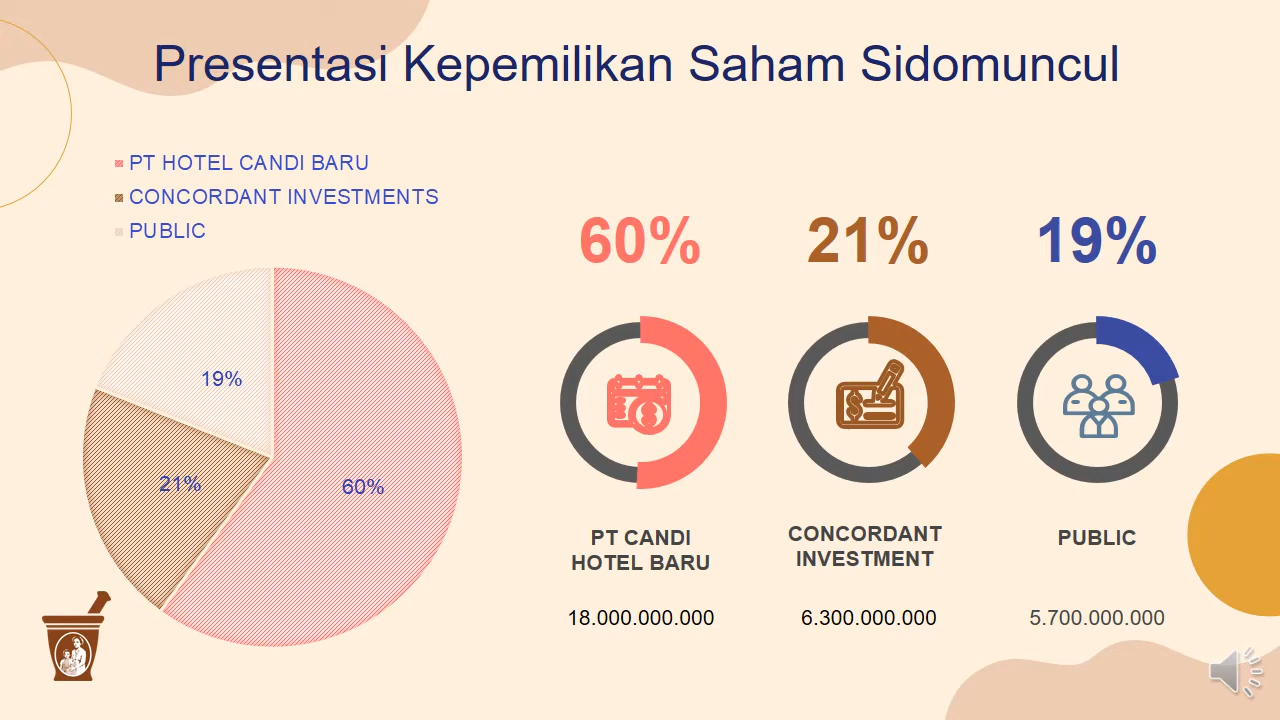 Presentasi Kepemilikan Saham Sidomuncul
PT HOTEL CANDI BARU
CONCORDANT INVESTMENTS
PUBLIC
19%
21%
60%
60%
21%
19%
PT CANDI
HOTEL BARU
CONCORDANT
INVESTMENT
PUBLIC
18.000.000.000
6.300.000.000
5.700.000.000